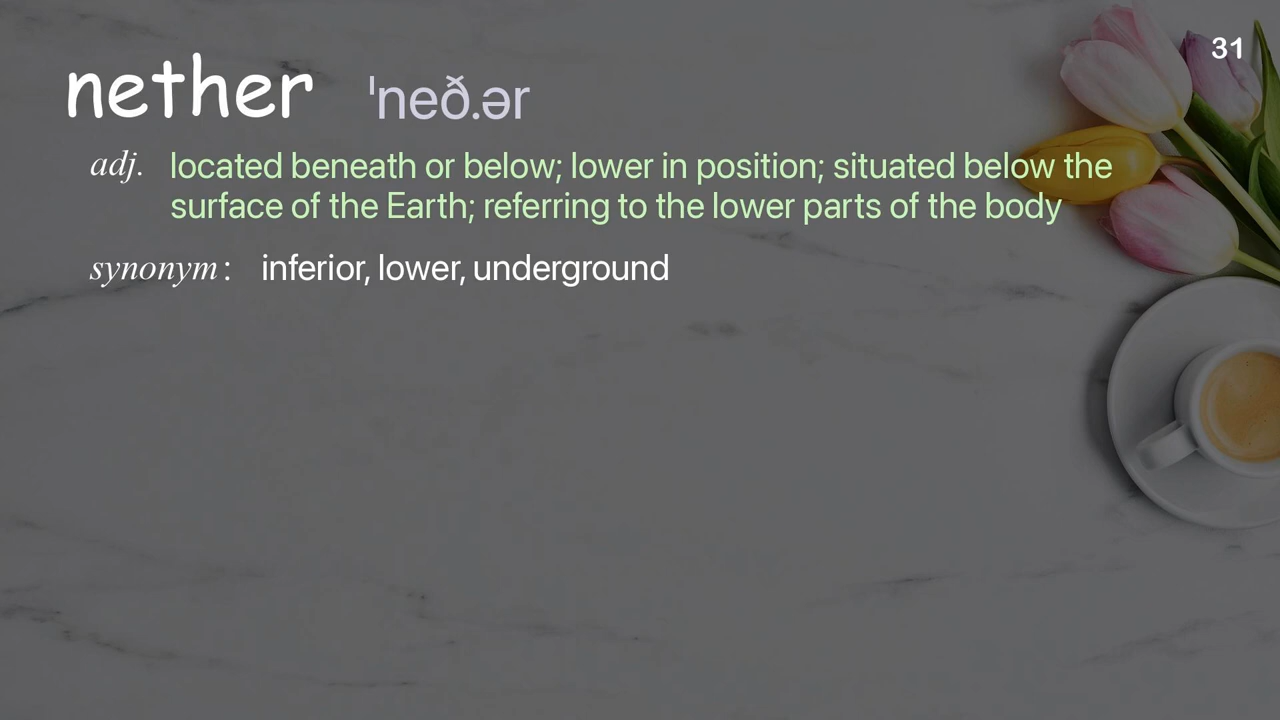 31
nether ˈneð.ər
adj. located beneath or below; lower in position; situated below the
surface of the Earth; referring to the lower parts of the body
synonym: inferior, lower, underground